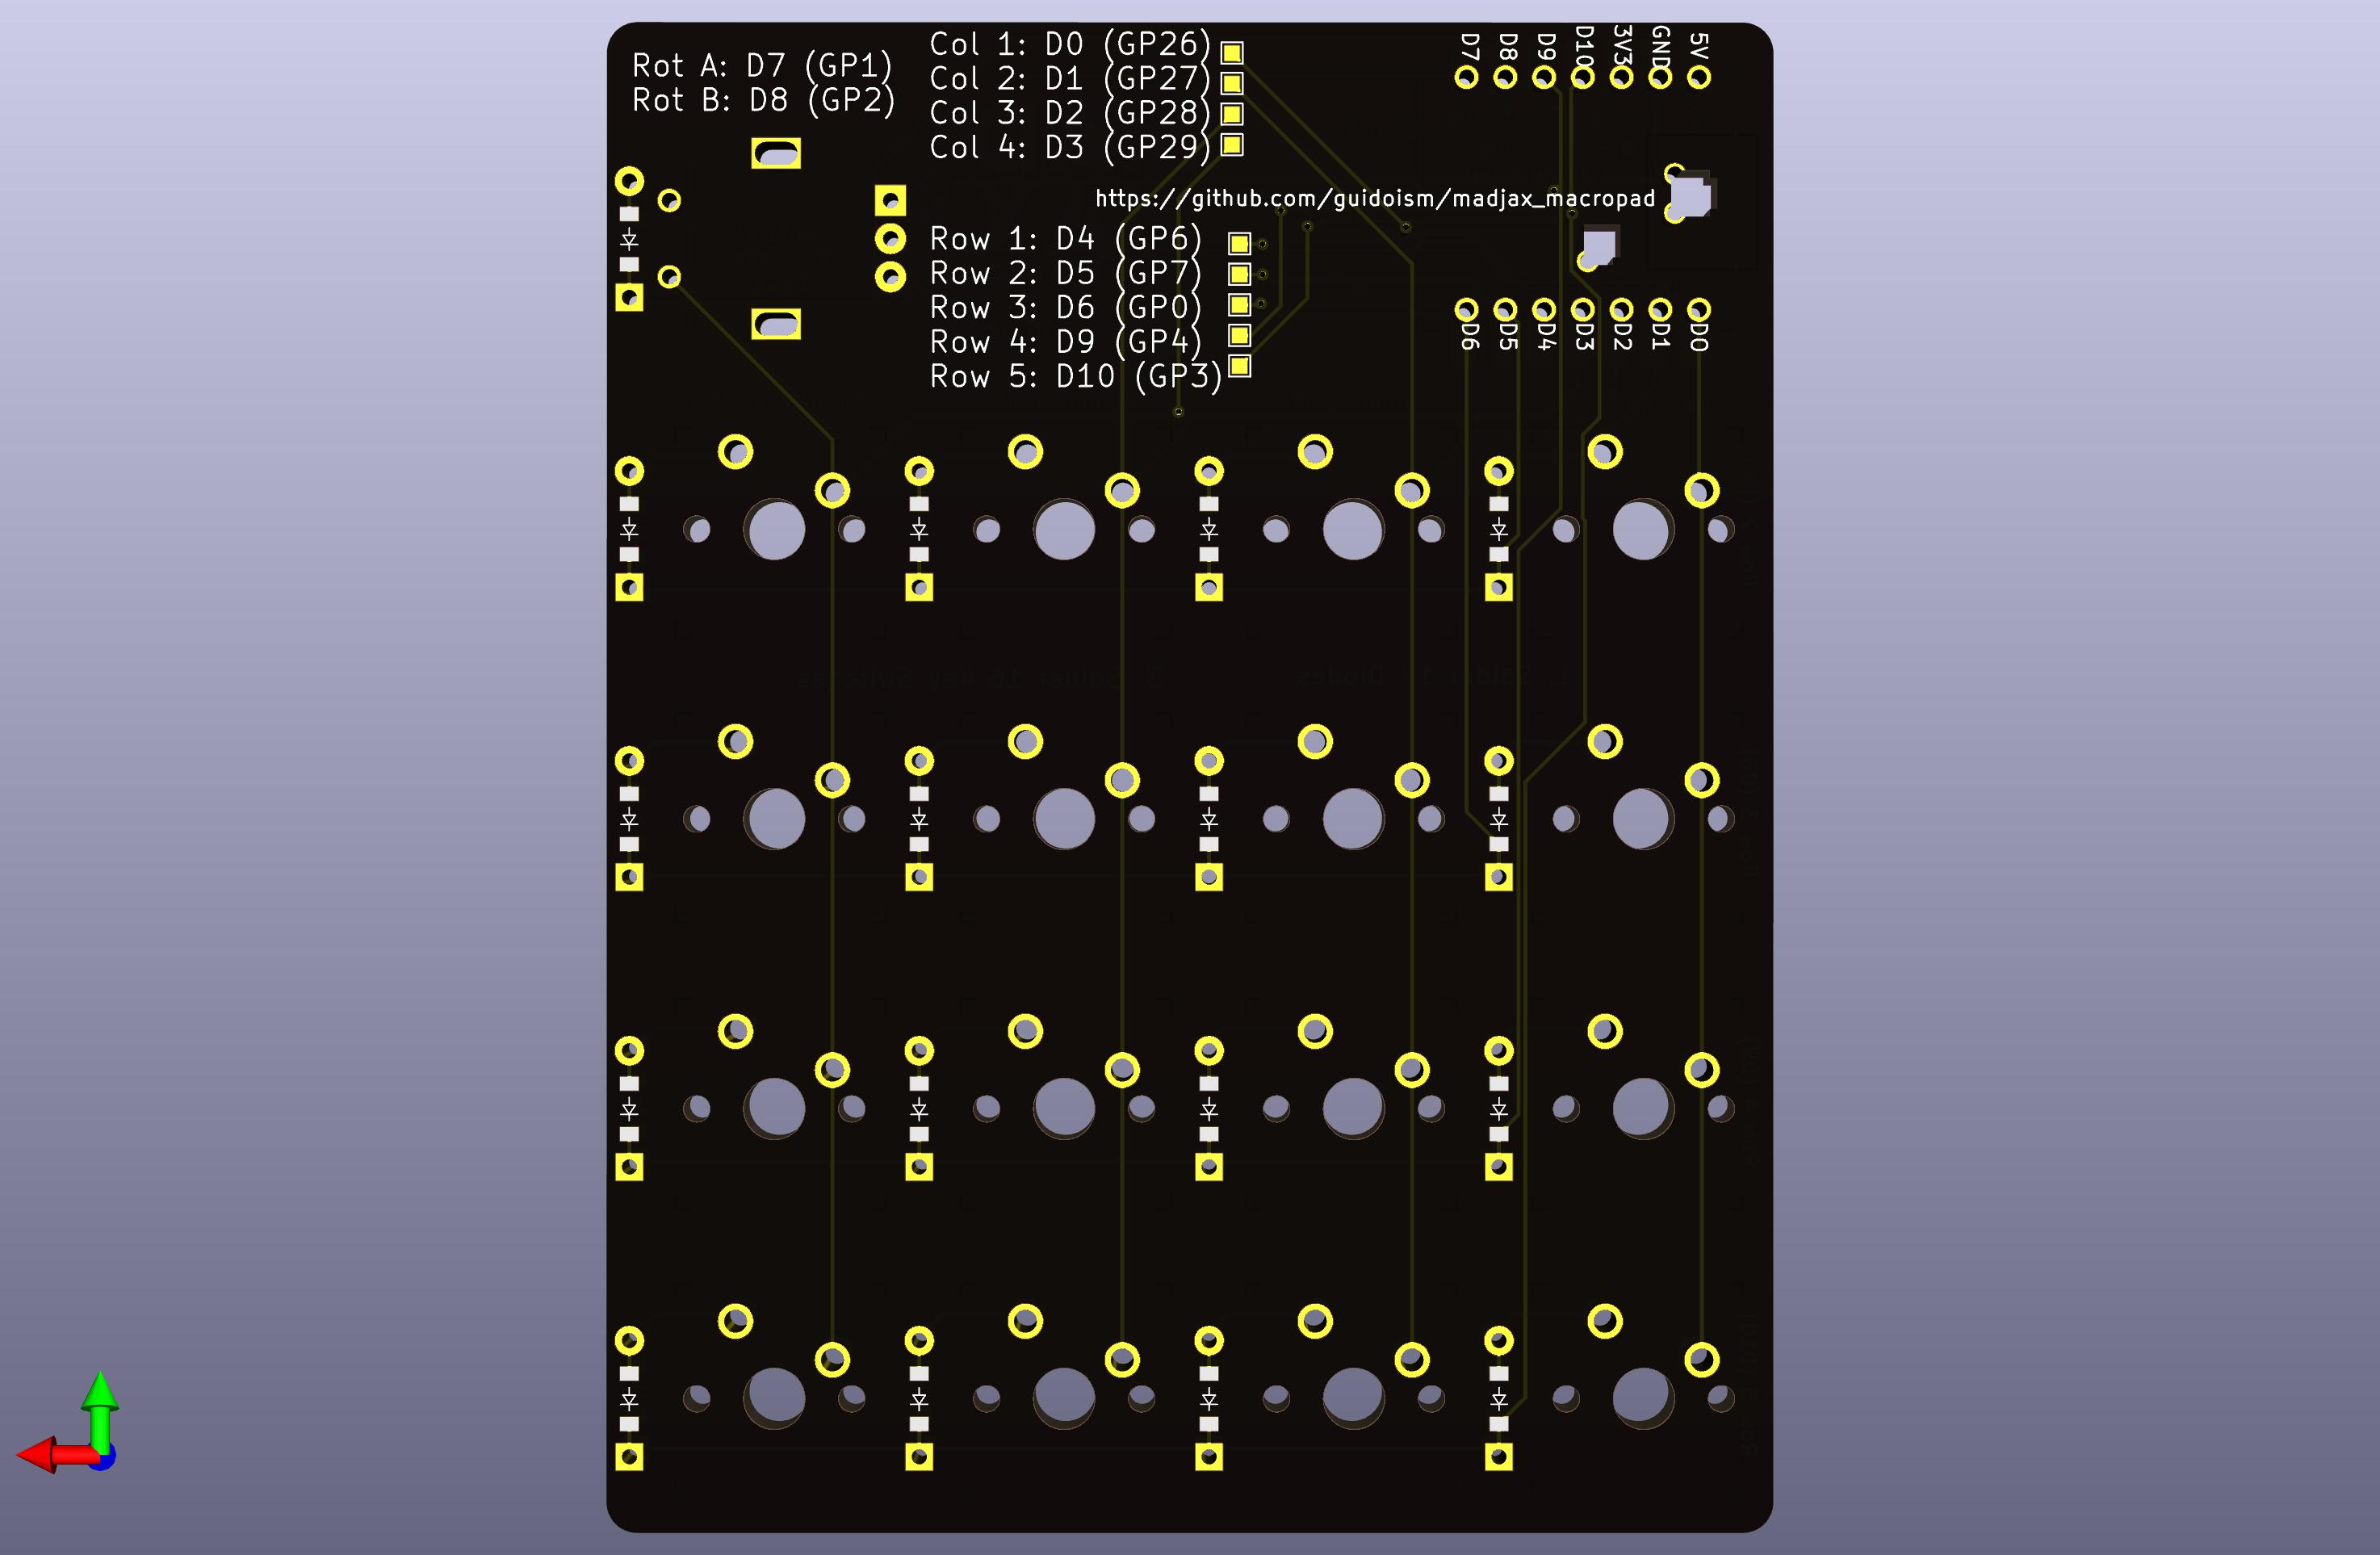 Rot A: D7 (GP1)
Rot B: D8 (GP2)
Col 1: D0 (GP26)
Col 2: D1 (GP27)
Col 3: D2 (GP28)
Col 4: D3 (GP29)
D7
D8
D9
D10
3V3
GND
5V
https://github.com/guidoism/madjax_macropad
Row 1: D4 (GP6)
Row 2: D5 (GP7)
Row 3: D6 (GP0)
Row 4: D9 (GP4)
Row 5: D10 (GP3)
D6
D5
D4
D3
D2
D1
D0